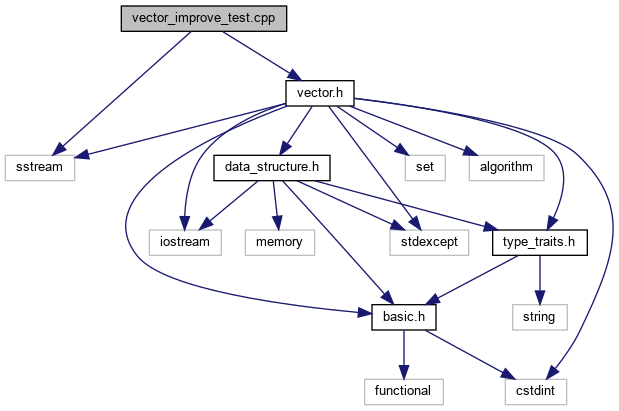 vector_improve_test.cpp
vector.h
sstream
data_structure.h
set
algorithm
iostream
memory
stdexcept
type_traits.h
basic.h
string
functional
cstdint